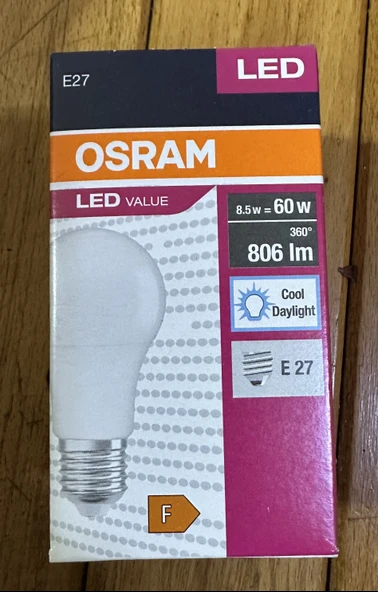 E27
LED
OSRAM
LED VALUE
8.5 w = 60 w
360°
806 lm
Cool
Daylight
E 27
F